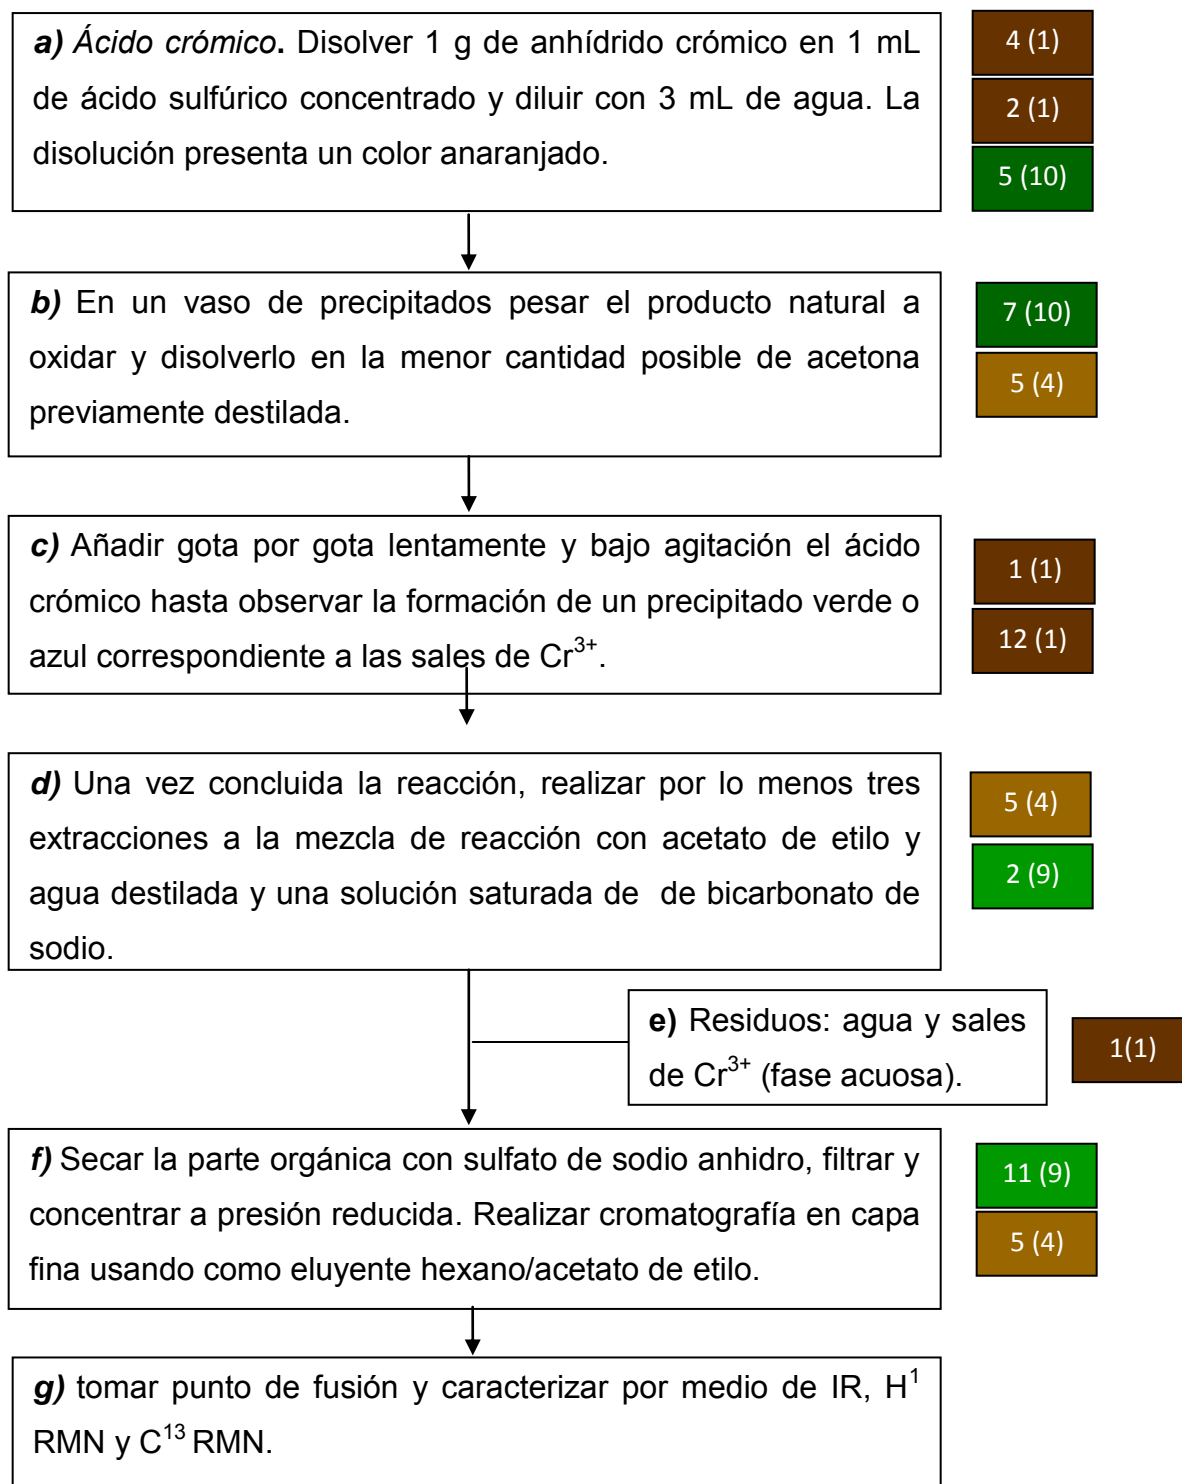 a) Ácido crómico. Disolver 1 g de anhídrido crómico en 1 mL
de ácido sulfúrico concentrado y diluir con 3 mL de agua. La
disolución presenta un color anaranjado.
4 (1)
2 (1)
5 (10)
b) En un vaso de precipitados pesar el producto natural a
oxidar y disolverlo en la menor cantidad posible de acetona
previamente destilada.
7 (10)
5 (4)
c) Añadir gota por gota lentamente y bajo agitación el ácido
crómico hasta observar la formación de un precipitado verde o
azul correspondiente a las sales de Cr³⁺.
1 (1)
12 (1)
d) Una vez concluida la reacción, realizar por lo menos tres
extracciones a la mezcla de reacción con acetato de etilo y
agua destilada y una solución saturada de de bicarbonato de
sodio.
5 (4)
2 (9)
e) Residuos: agua y sales
de Cr³⁺ (fase acuosa).
1(1)
f) Secar la parte orgánica con sulfato de sodio anhidro, filtrar y
concentrar a presión reducida. Realizar cromatografía en capa
fina usando como eluyente hexano/acetato de etilo.
11 (9)
5 (4)
g) tomar punto de fusión y caracterizar por medio de IR, H¹
RMN y C¹³ RMN.